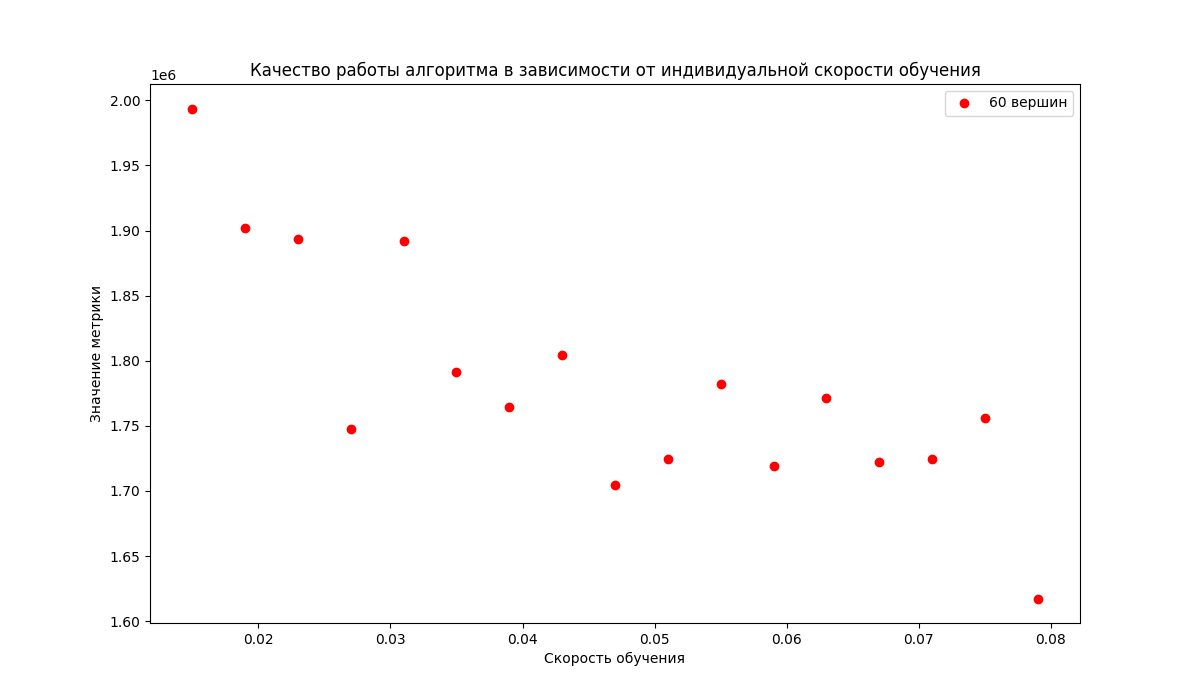 Качество работы алгоритма в зависимости от индивидуальной скорости обучения
1e6
60 вершин
2.00
1.95
1.90
1.85
1.80
1.75
1.70
1.65
1.60
Значение метрики
0.02 0.03 0.04 0.05 0.06 0.07 0.08
Скорость обучения